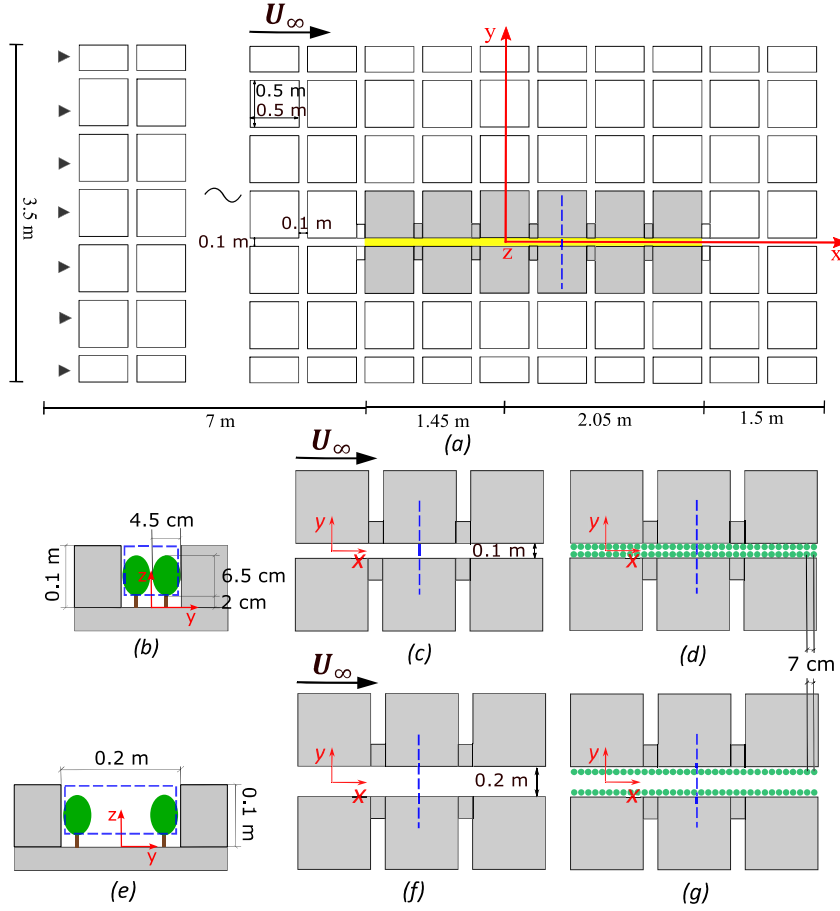 U∞
y
0.5 m
0.5 m
3.5 m
0.1 m
0.1 m
z
x
7 m
1.45 m
2.05 m
1.5 m
(a)
U∞
4.5 cm
0.1 m
z
6.5 cm
2 cm
y
(b)
y
x
0.1 m
(c)
y
x
(d)
7 cm
U∞
0.2 m
z
0.1 m
y
(e)
y
x
0.2 m
(f)
y
x
(g)